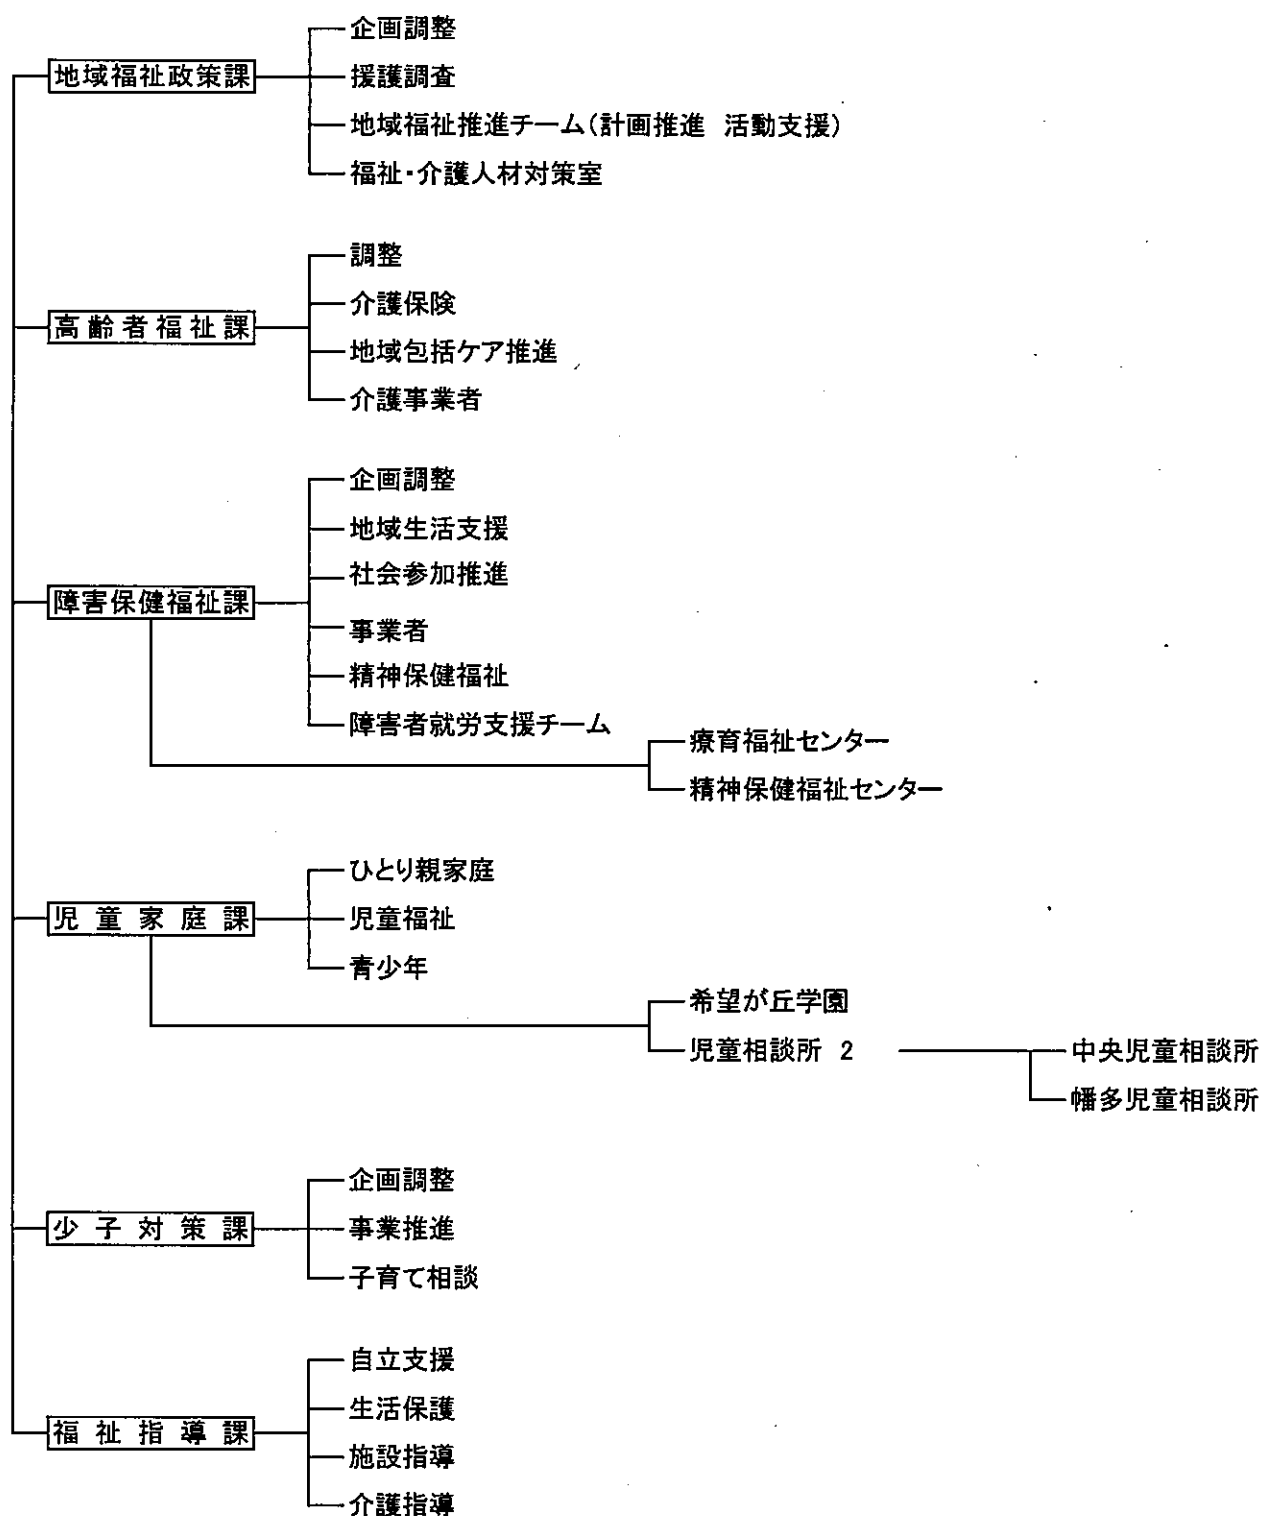 企画調整
地域福祉政策課
援護調査
地域福祉推進チーム(計画推進 活動支援)
福祉・介護人材対策室
調整
介護保険
高齢者福祉課
地域包括ケア推進
介護事業者
企画調整
地域生活支援
社会参加推進
障害保健福祉課
事業者
精神保健福祉
障害者就労支援チーム
療育福祉センター
精神保健福祉センター
ひとり親家庭
児童家庭課
児童福祉
青少年
希望が丘学園
児童相談所 2
中央児童相談所
幡多児童相談所
企画調整
少子対策課
事業推進
子育て相談
自立支援
生活保護
福祉指導課
施設指導
介護指導